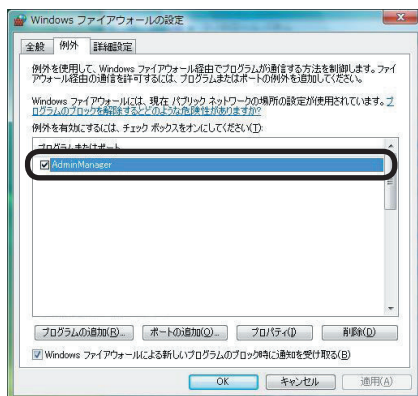 Windows ファイアウォールの設定
全般 例外 詳細設定
例外を使用して、Windows ファイアウォール経由でプログラムが通信する方法を制御します。ファイ
アウォール経由の通信を許可するには、プログラムまたはポートの例外を追加してください。
Windows ファイアウォールには、現在 パブリック ネットワークの場所の設定が使用されています。プ
ログラムのブロックを解除するとどのような危険性がありますか?
例外を有効にするには、チェック ボックスをオンにしてください(T):
プログラムまたはポート
AdminManager
プログラムの追加(R)... ポートの追加(O)... プロパティ(I) 削除(D)
Windows ファイアウォールによる新しいプログラムのブロック時に通知を受け取る(B)
OK キャンセル 適用(A)